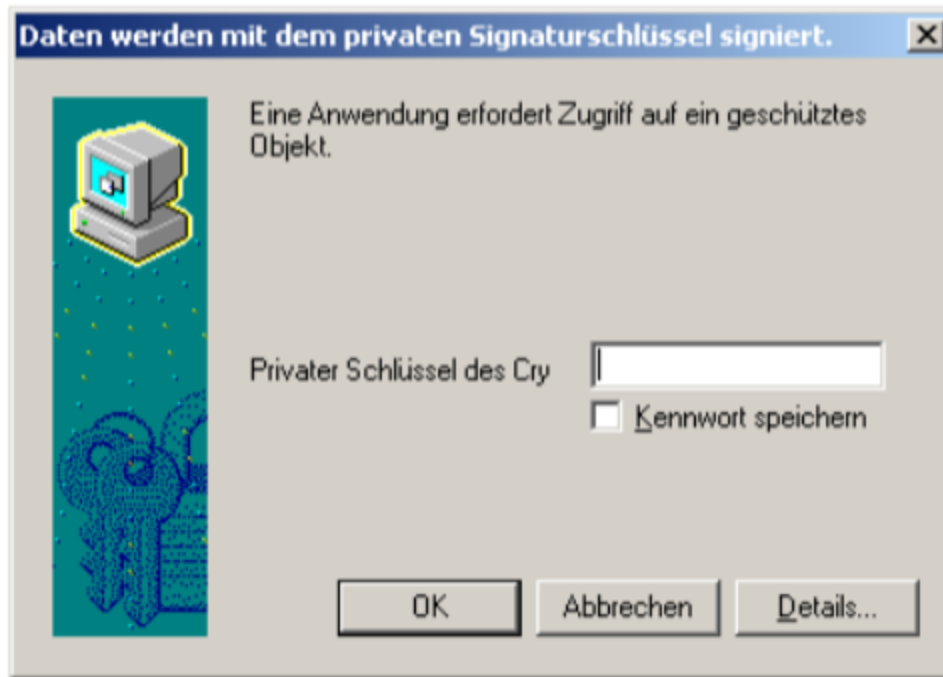 Daten werden mit dem privaten Signaturschlüssel signiert.
Eine Anwendung erfordert Zugriff auf ein geschütztes
Objekt.
Privater Schlüssel des Cry
Kennwort speichern
OK
Abbrechen
Details...